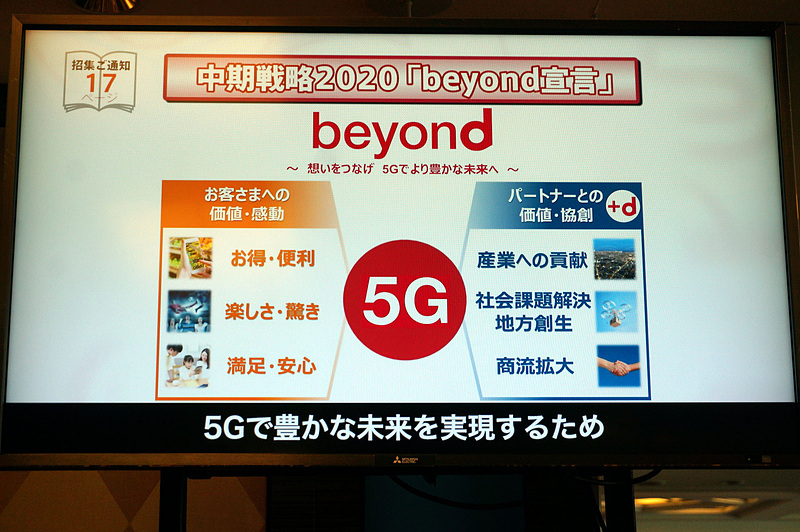 招集ご通知
17
ページ
中期戦略2020「beyond宣言」
beyond
～ 想いをつなげ 5Gでより豊かな未来へ ～
お客さまへの
価値・感動
お得・便利
楽しさ・驚き
満足・安心
5G
パートナーとの
価値・協創
+d
産業への貢献
社会課題解決
地方創生
商流拡大
5Gで豊かな未来を実現するため
MITSUBISHI
ELECTRIC